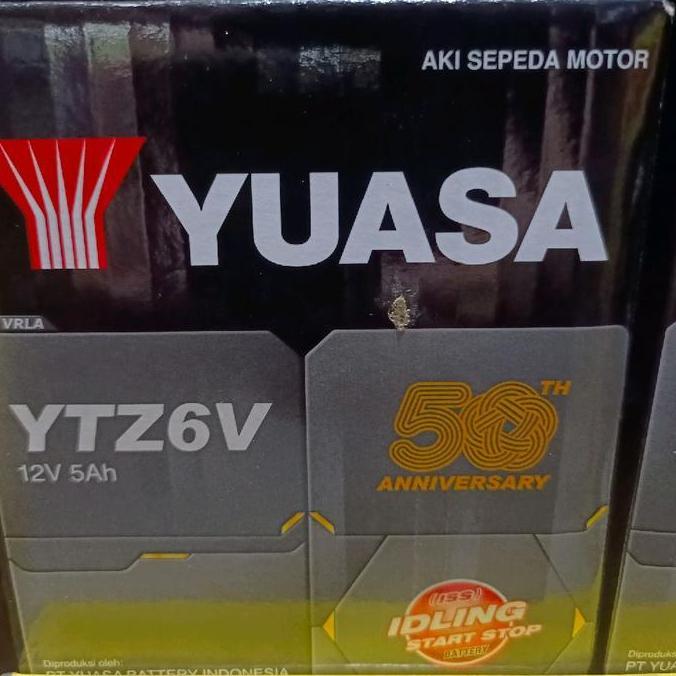 AKI SEPEDA MOTOR
YUASA
VRLA
YTZ6V
12V 5Ah
50TH
ANNIVERSARY
(ISS)
IDLING
START STOP
BATTERY
Diproduksi oleh:
PT YUASA BATTERY INDONESIA
Diproduks
PT YUA